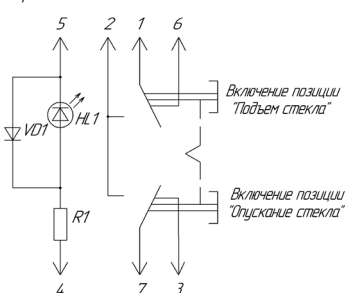 5 2 1 6
Включение позиции
"Подъем стекла"
VD1 HL1
Включение позиции
"Опускание стекла"
R1
4 7 3